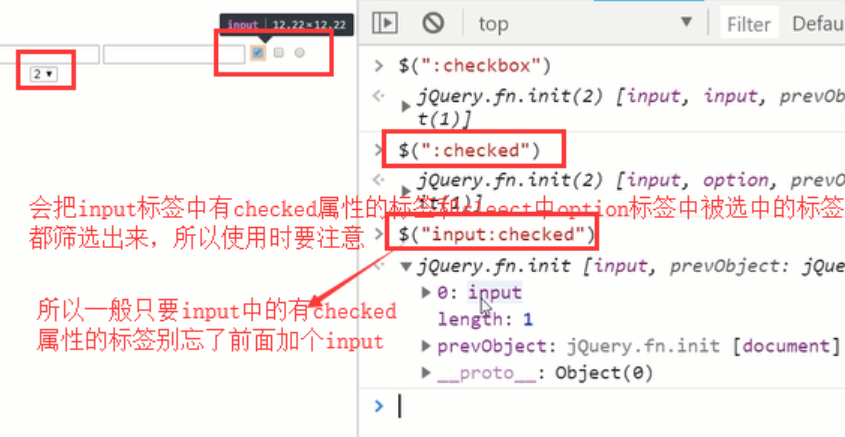 input 12.22×12.22
top
Filter
Defau
2
> $(":checkbox")
jQuery.fn.init(2) [input, input, prevOb
t(1)]
> $(":checked")
jQuery.fn.init(2) [input, option, prevO
t(1)]
会把input标签中有checked属性的标签和sleect中option标签中被选中的标签
都筛选出来，所以使用时要注意
> $("input:checked")
jQuery.fn.init [input, prevObject: jQue
0: input
length: 1
prevObject: jQuery.fn.init [document]
__proto__: Object(0)
所以一般只要input中的有checked
属性的标签别忘了前面加个input
>